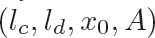 (l_c, l_d, x_0, A)